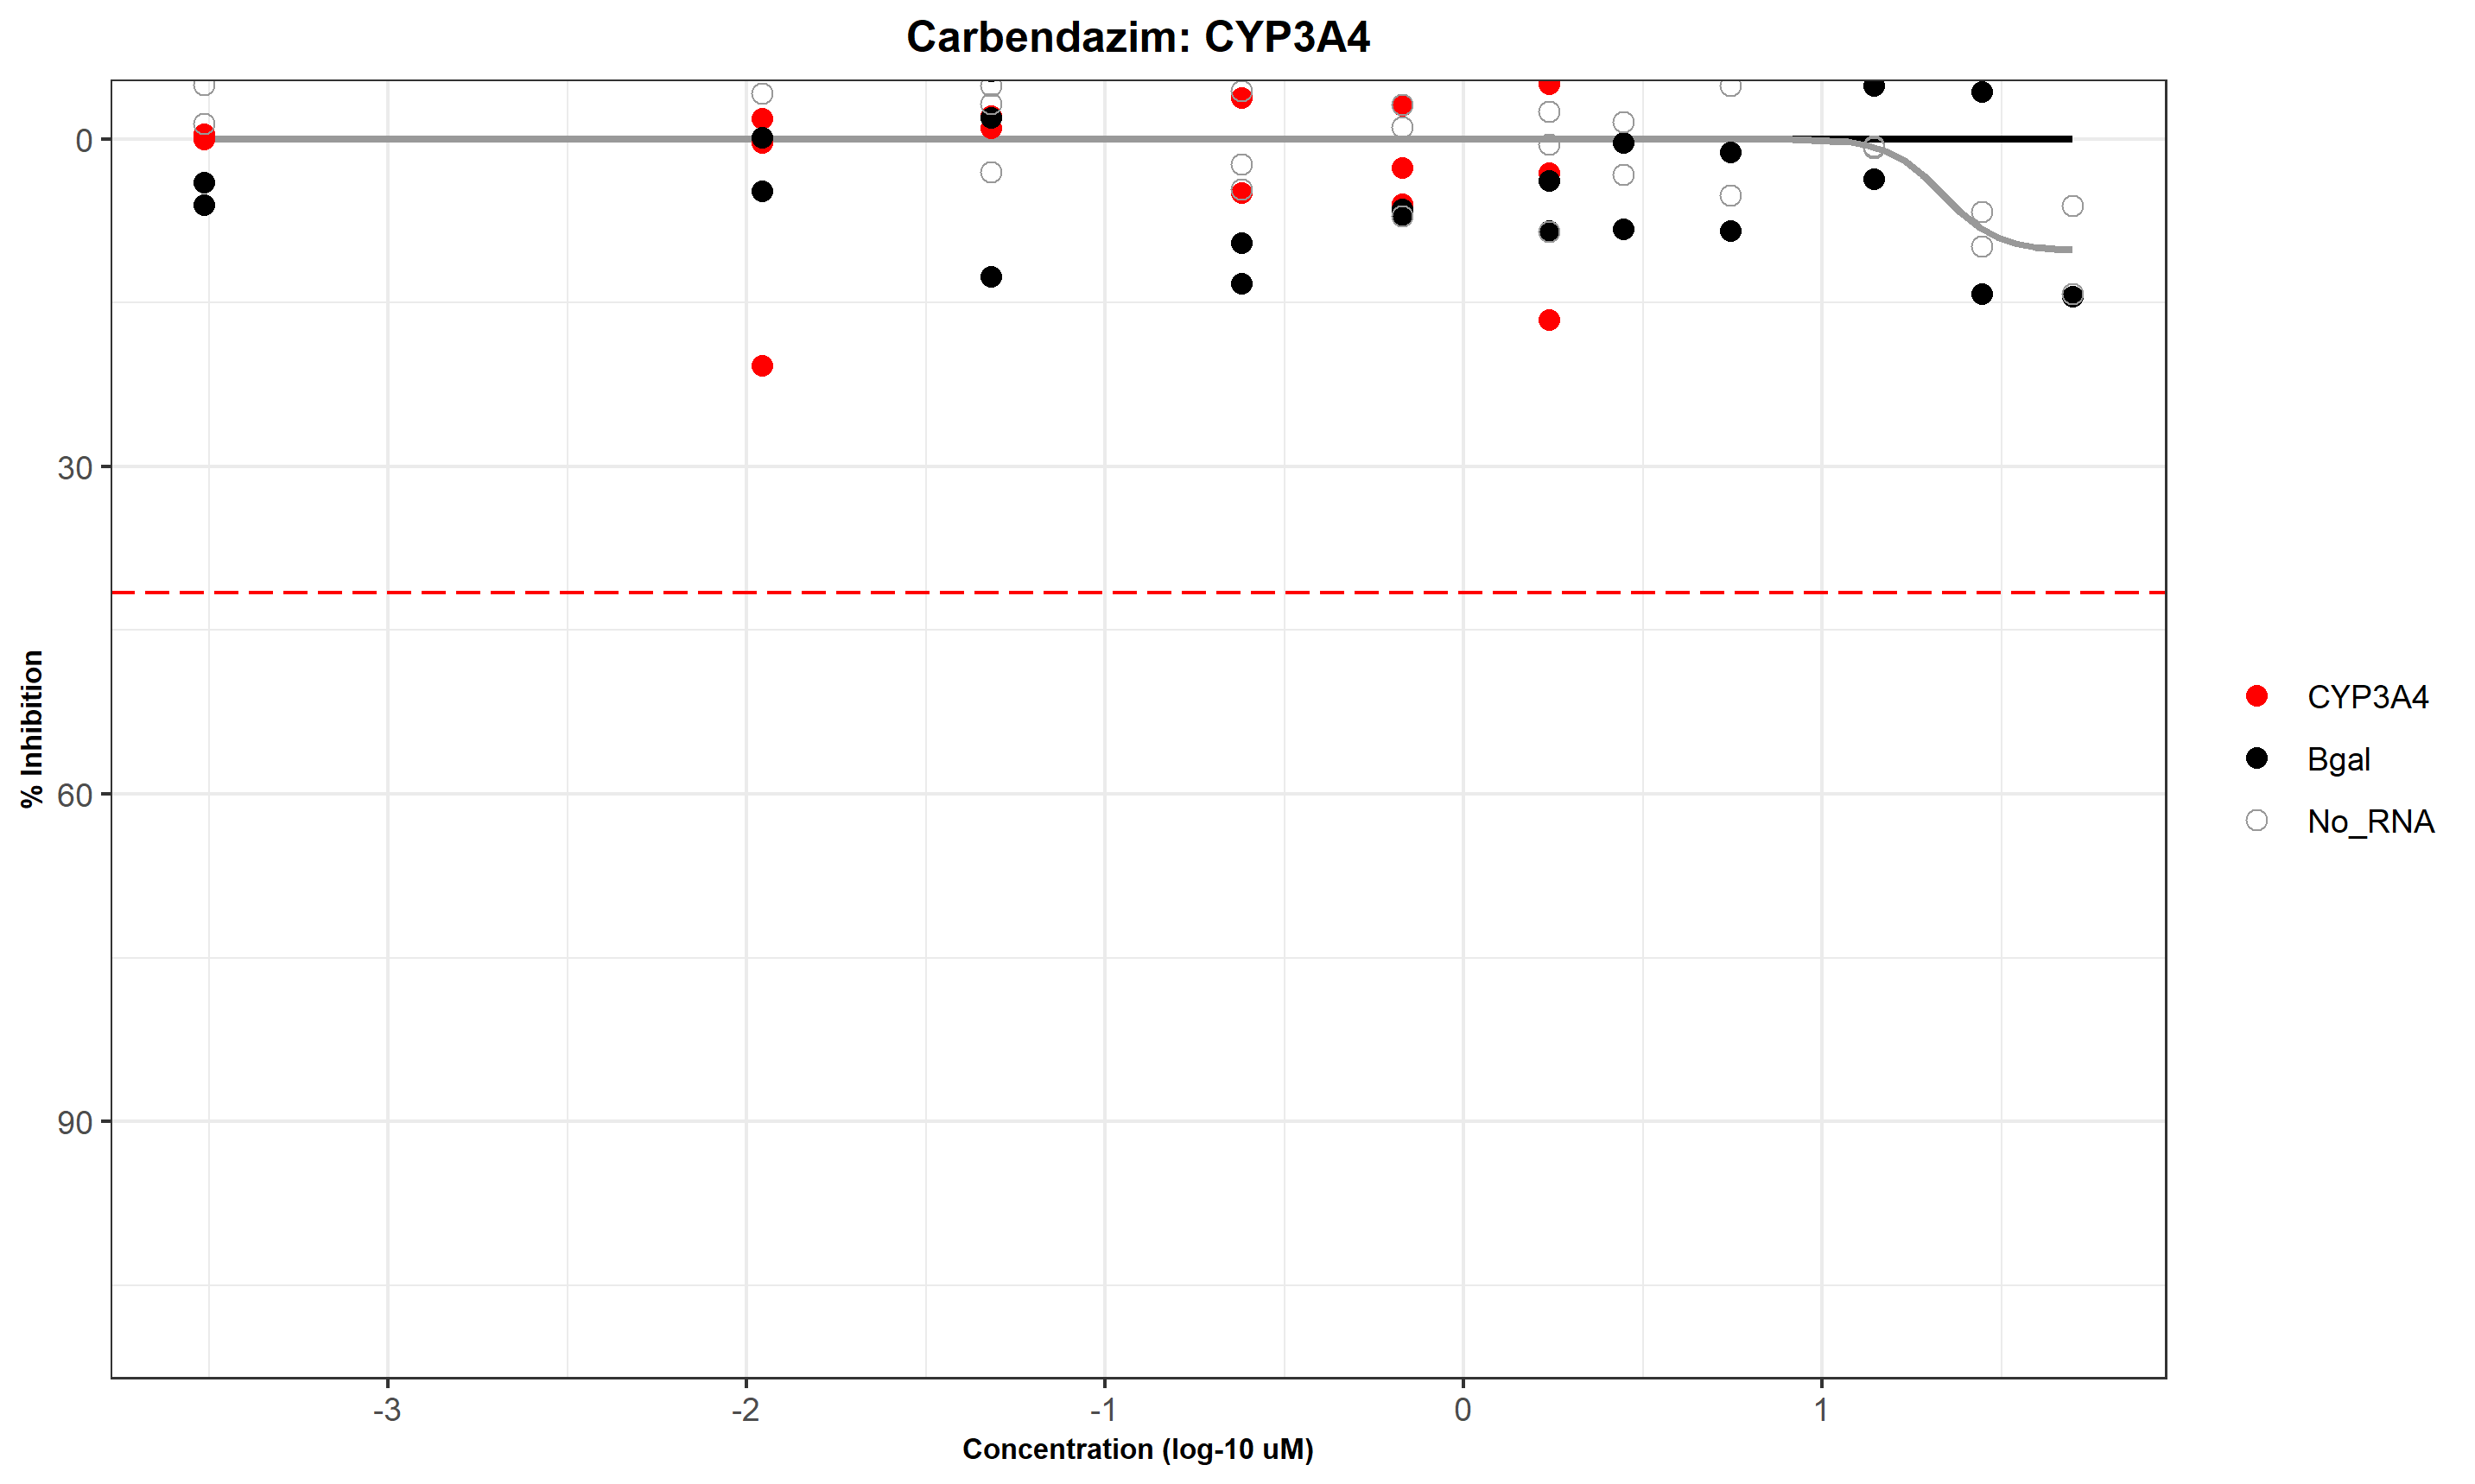 Carbendazim: CYP3A4
0
30
60
90
% Inhibition
-3
-2
-1
0
1
Concentration (log-10 uM)
CYP3A4
Bgal
No_RNA